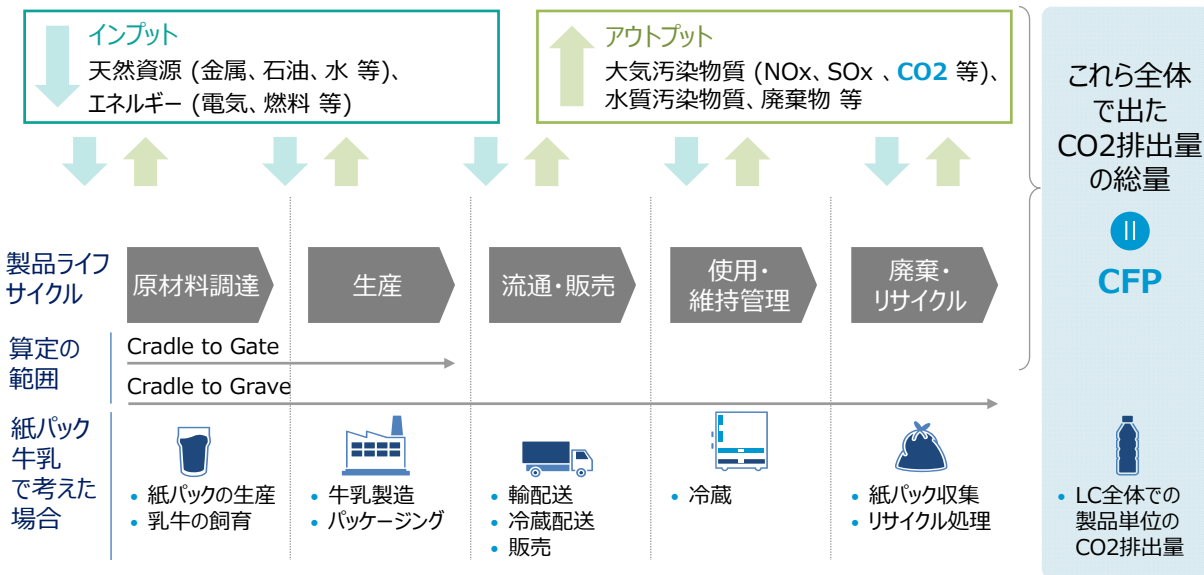 インプット
天然資源 (金属、石油、水 等)、
エネルギー (電気、燃料 等)
アウトプット
大気汚染物質 (NOx、SOx 、CO2 等)、
水質汚染物質、廃棄物 等
これら全体
で出た
CO2排出量
の総量
=
CFP
製品ライフ
サイクル
原材料調達
生産
流通・販売
使用・
維持管理
廃棄・
リサイクル
算定の
範囲
Cradle to Gate
Cradle to Grave
紙パック
牛乳
で考えた
場合
• 紙パックの生産
• 乳牛の飼育
• 牛乳製造
• パッケージング
• 輸配送
• 冷蔵配送
• 販売
• 冷蔵
• 紙パック収集
• リサイクル処理
• LC全体での
製品単位の
CO2排出量